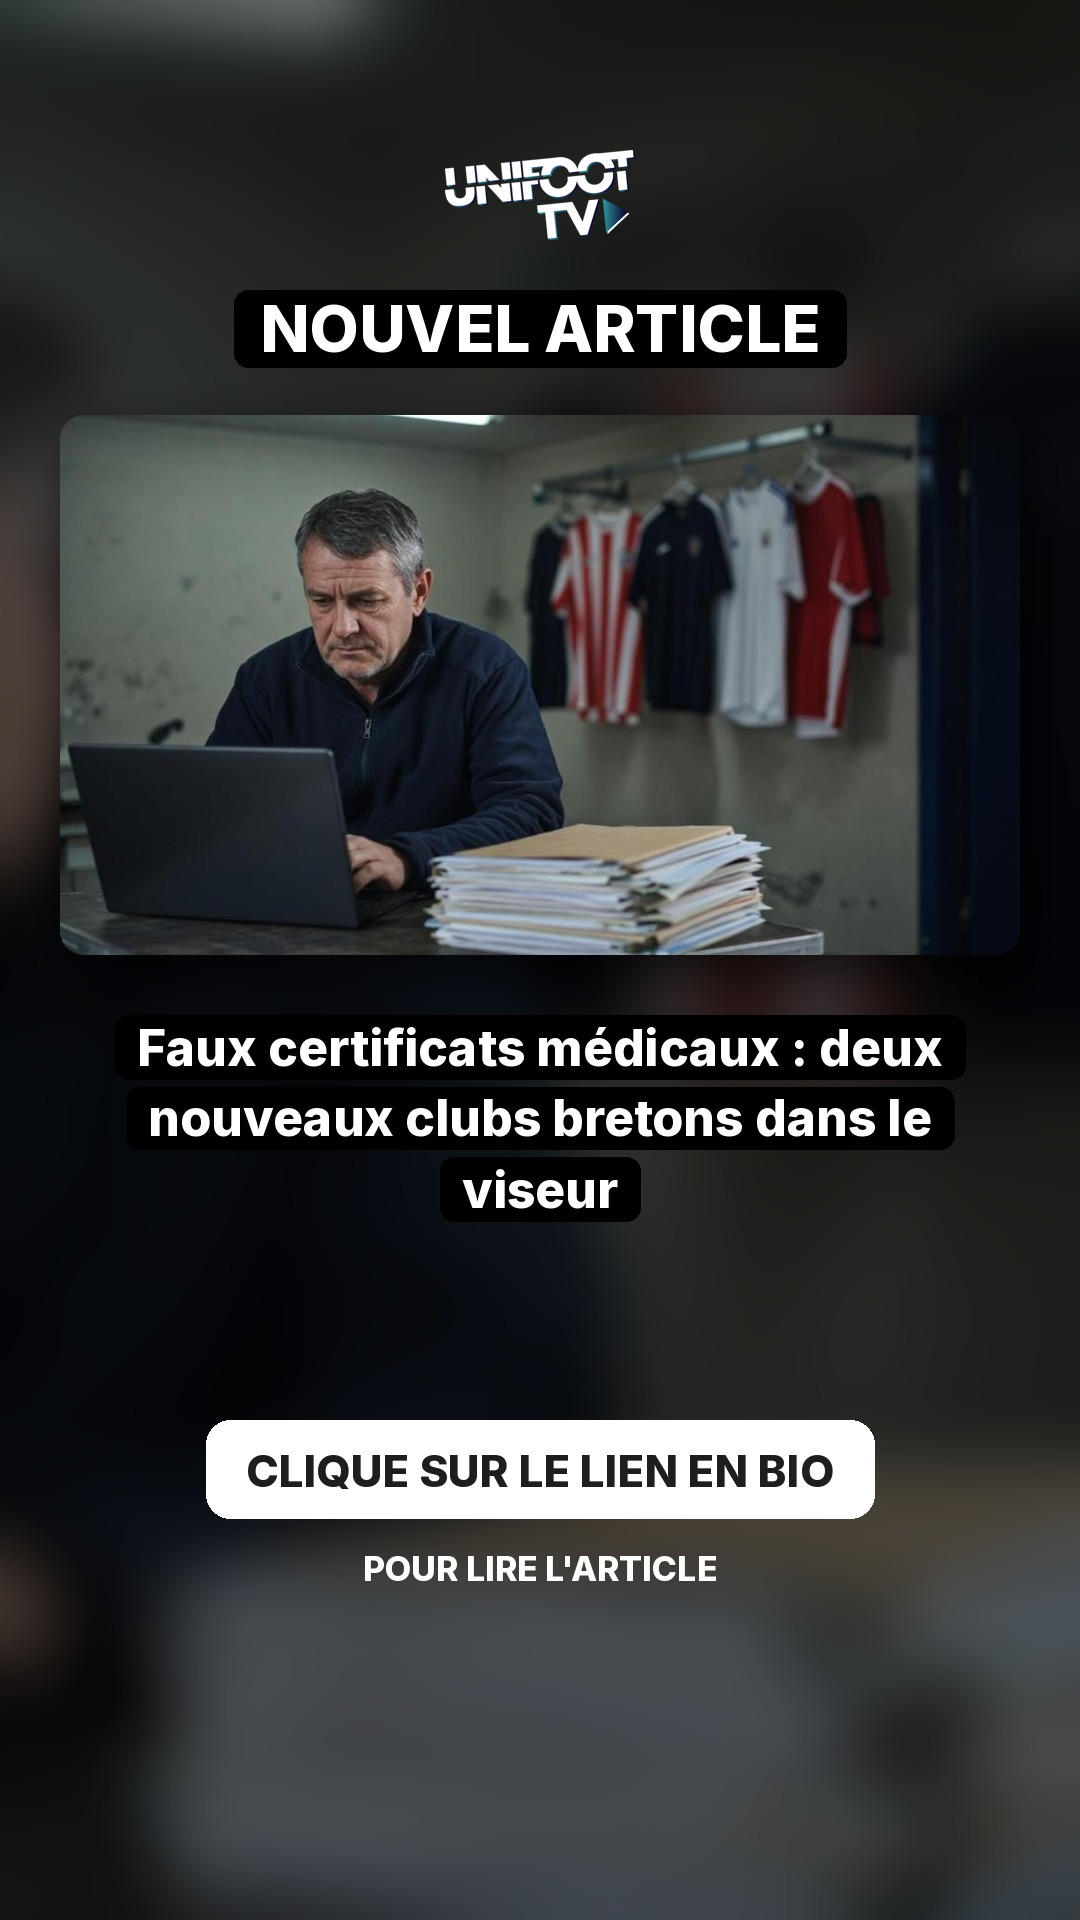 UNIFOOT
TV
NOUVEL ARTICLE
Faux certificats médicaux : deux
nouveaux clubs bretons dans le
viseur
CLIQUE SUR LE LIEN EN BIO
POUR LIRE L'ARTICLE